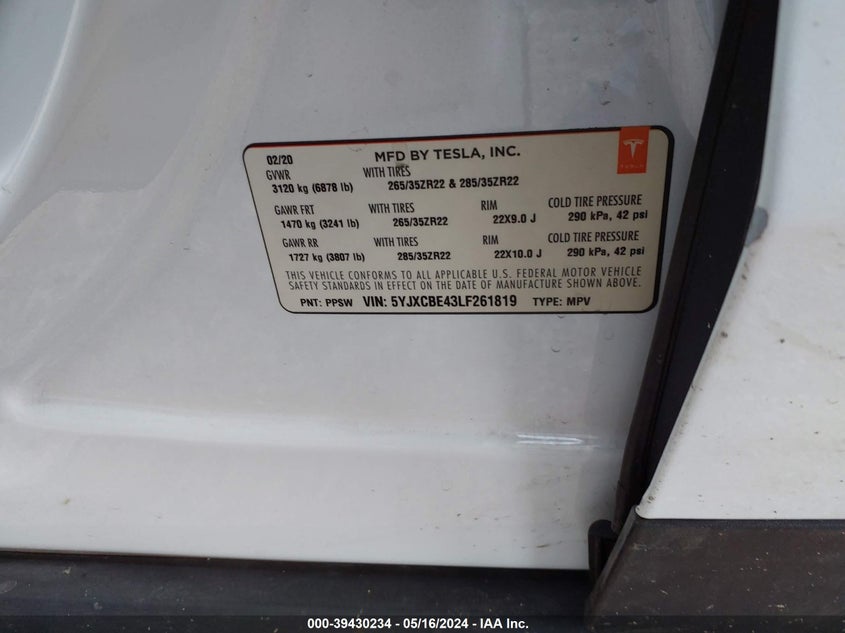 02/20 MFD BY TESLA, INC.
GVWR WITH TIRES
3120 kg (6878 lb) 265/35ZR22 & 285/35ZR22
GAWR FRT WITH TIRES RIM COLD TIRE PRESSURE
1470 kg (3241 lb) 265/35ZR22 22X9.0 J 290 kPa, 42 psi
GAWR RR WITH TIRES RIM COLD TIRE PRESSURE
1727 kg (3807 lb) 285/35ZR22 22X10.0 J 290 kPa, 42 psi
THIS VEHICLE CONFORMS TO ALL APPLICABLE U.S. FEDERAL MOTOR VEHICLE
SAFETY STANDARDS IN EFFECT ON THE DATE OF MANUFACTURE SHOWN ABOVE.
PNT: PPSW VIN: 5YJXCBE43LF261819 TYPE: MPV
TESLA
000-39430234 - 05/16/2024 - IAA Inc.